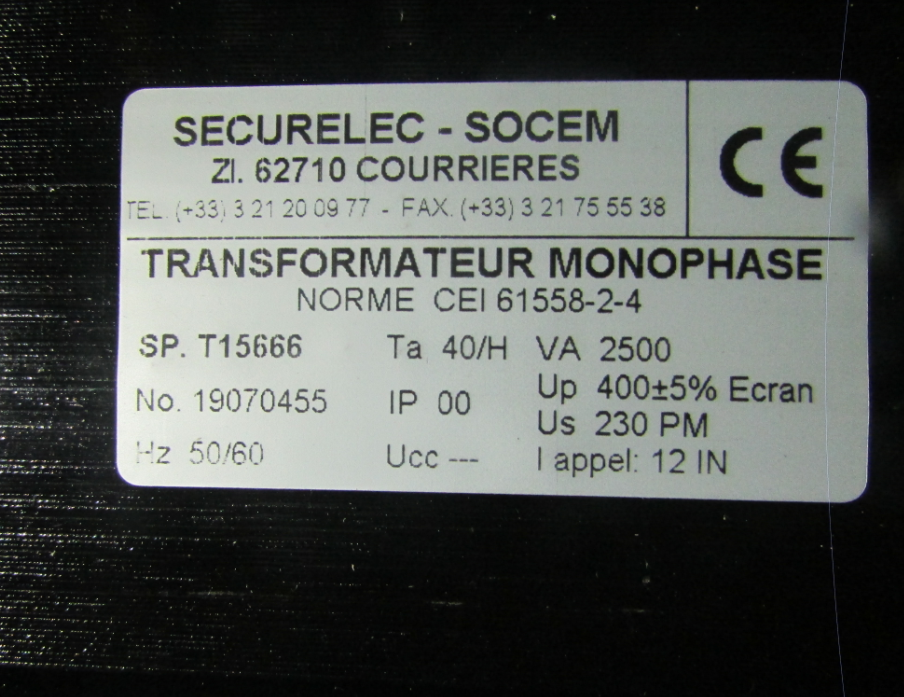 SECURELEC - SOCEM
ZI. 62710 COURRIERES
TEL. (+33) 3 21 20 09 77 - FAX. (+33) 3 21 75 55 38
CE
TRANSFORMATEUR MONOPHASE
NORME CEI 61558-2-4
SP. T15666 Ta 40/H VA 2500
No. 19070455 IP 00 Up 400±5% Ecran
Us 230 PM
Hz 50/60 Ucc --- I appel: 12 IN